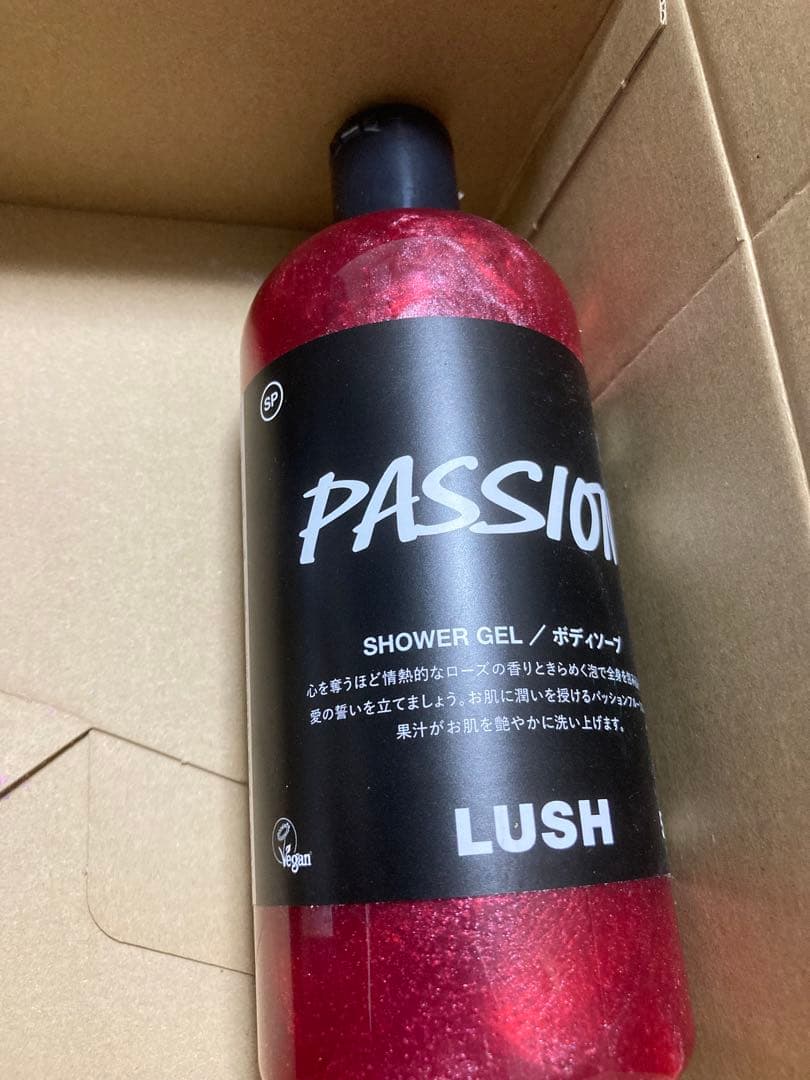 SP
PASSION
SHOWER GEL / ボディソープ
心を奪うほど情熱的なローズの香りときらめく泡で全身を
愛の誓いを立てましょう。お肌に潤いを授けるパッションフルー
果汁がお肌を艶やかに洗い上げます。
Vegan
LUSH